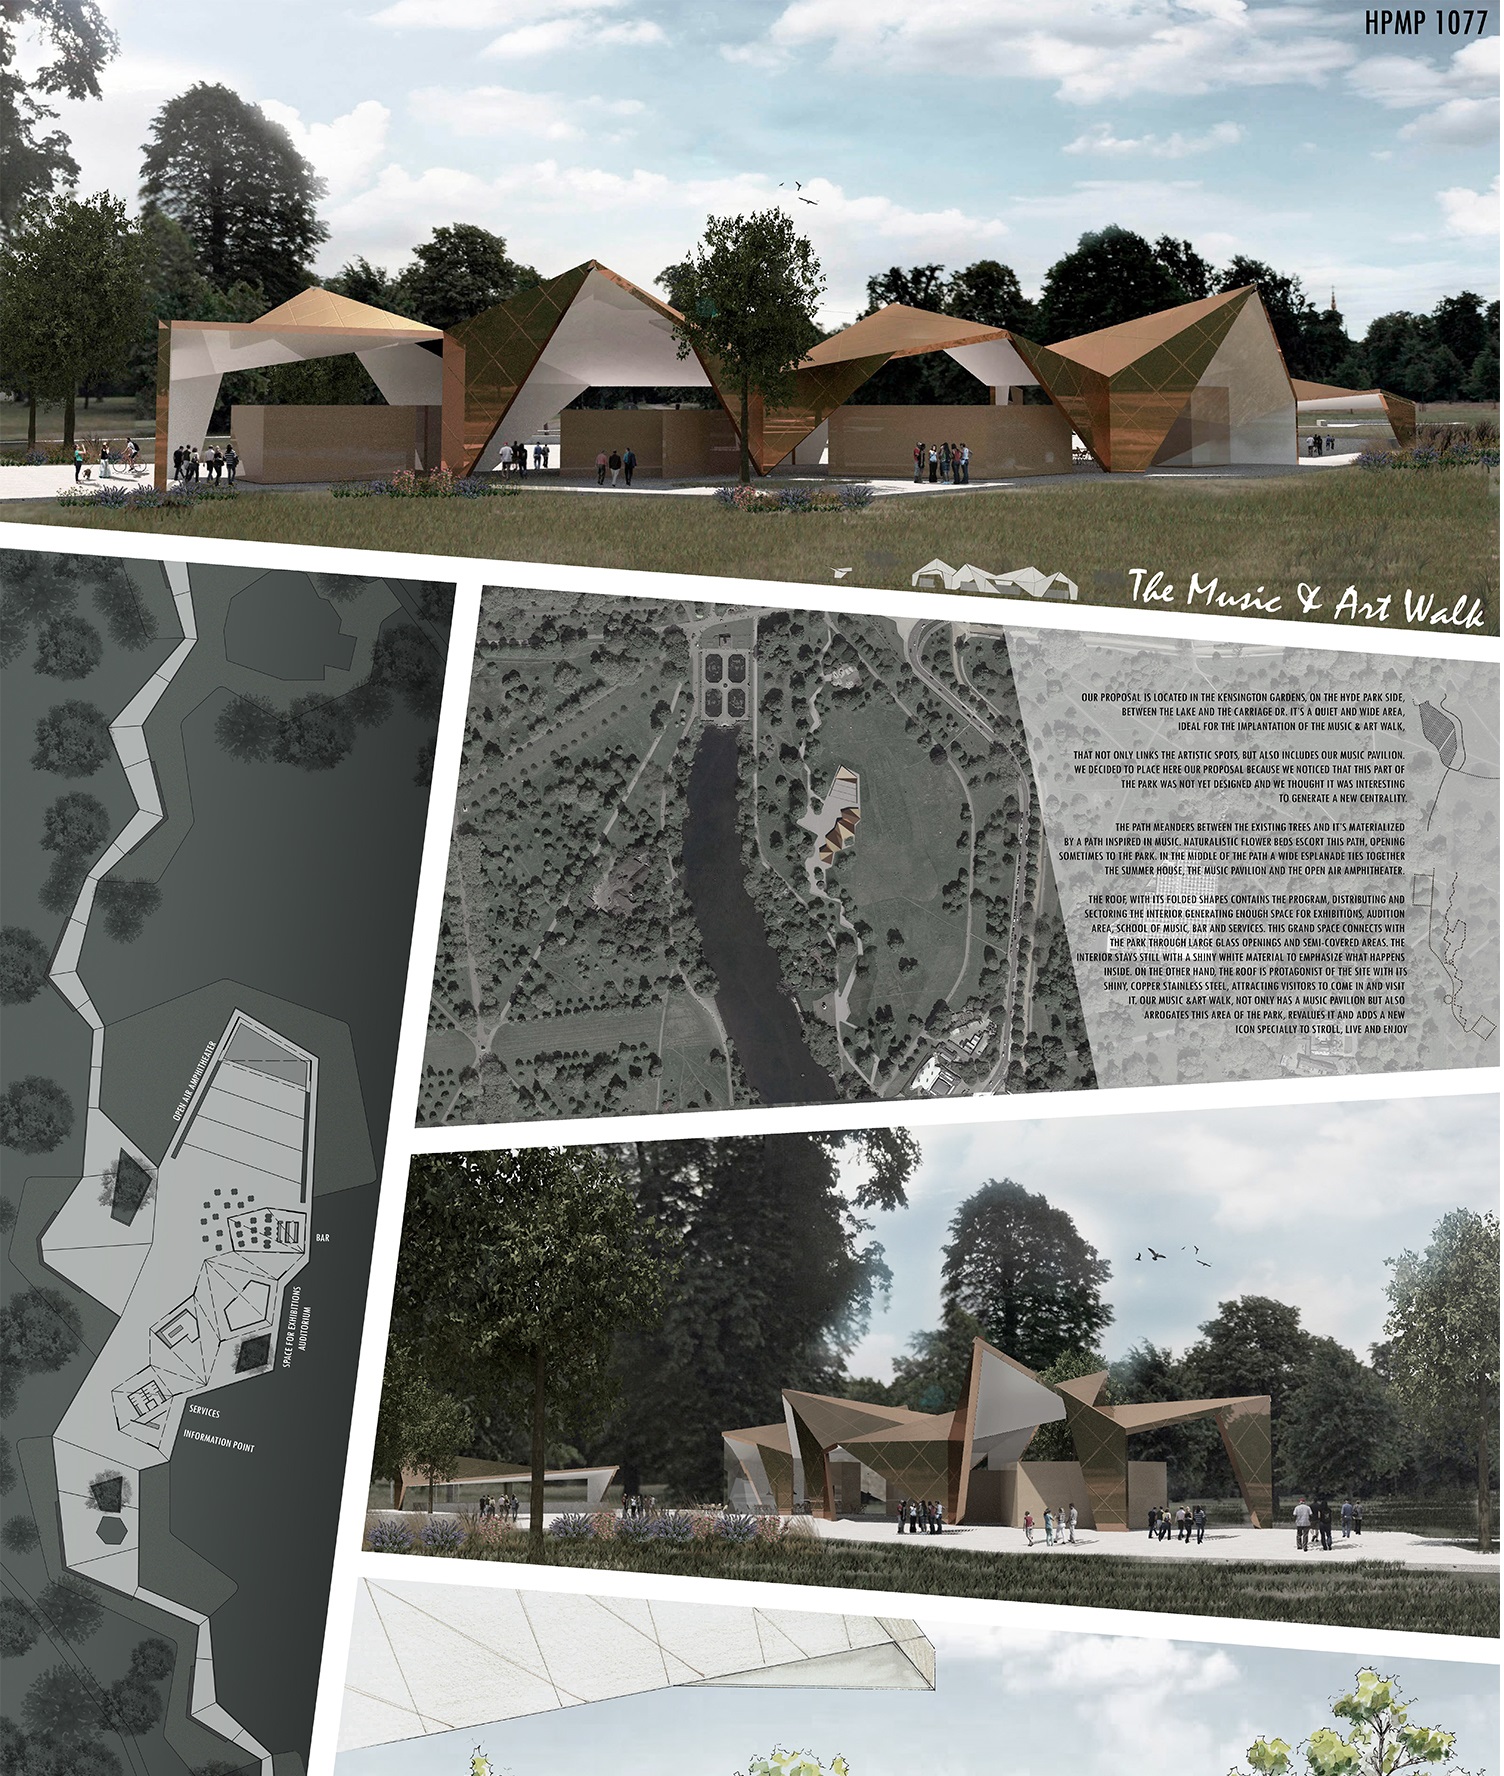 HPMP 1077
The Music & Art Walk
OUR PROPOSAL IS LOCATED IN THE KENSINGTON GARDENS, ON THE HYDE PARK SIDE,
BETWEEN THE LAKE AND THE CARRIAGE DR. IT'S A QUIET AND WIDE AREA,
IDEAL FOR THE IMPLANTATION OF THE MUSIC & ART WALK,
THAT NOT ONLY LINKS THE ARTISTIC SPOTS, BUT ALSO INCLUDES OUR MUSIC PAVILION.
WE DECIDED TO PLACE HERE OUR PROPOSAL BECAUSE WE NOTICED THAT THIS PART OF
THE PARK WAS NOT YET DESIGNED AND WE THOUGHT IT WAS INTERESTING
TO GENERATE A NEW CENTRALITY.
THE PATH MEANDERS BETWEEN THE EXISTING TREES AND IT'S MATERIALIZED
BY A PATH INSPIRED IN MUSIC. NATURALISTIC FLOWER BEDS ESCORT THIS PATH, OPENING
SOMETIMES TO THE PARK. IN THE MIDDLE OF THE PATH A WIDE ESPLANADE TIES TOGETHER
THE SUMMER HOUSE, THE MUSIC PAVILION AND THE OPEN AIR AMPHITHEATER.
THE ROOF, WITH ITS FOLDED SHAPES CONTAINS THE PROGRAM, DISTRIBUTING AND
SECTORING THE INTERIOR GENERATING ENOUGH SPACE FOR EXHIBITIONS, AUDITION
AREA, SCHOOL OF MUSIC, BAR AND SERVICES. THIS GRAND SPACE CONNECTS WITH
THE PARK THROUGH LARGE GLASS OPENINGS AND SEMI-COVERED AREAS. THE
INTERIOR STAYS STILL WITH A SHINY WHITE MATERIAL TO EMPHASIZE WHAT HAPPENS
INSIDE. ON THE OTHER HAND, THE ROOF IS PROTAGONIST OF THE SITE WITH ITS
SHINY, COPPER STAINLESS STEEL, ATTRACTING VISITORS TO COME IN AND VISIT
IT. OUR MUSIC &ART WALK, NOT ONLY HAS A MUSIC PAVILION BUT ALSO
ARROGATES THIS AREA OF THE PARK, REVALUES IT AND ADDS A NEW
ICON SPECIALLY TO STROLL, LIVE AND ENJOY
OPEN AIR AMPHITHEATER
BAR
SPACE FOR EXHIBITIONS
AUDITORIUM
SERVICES
INFORMATION POINT